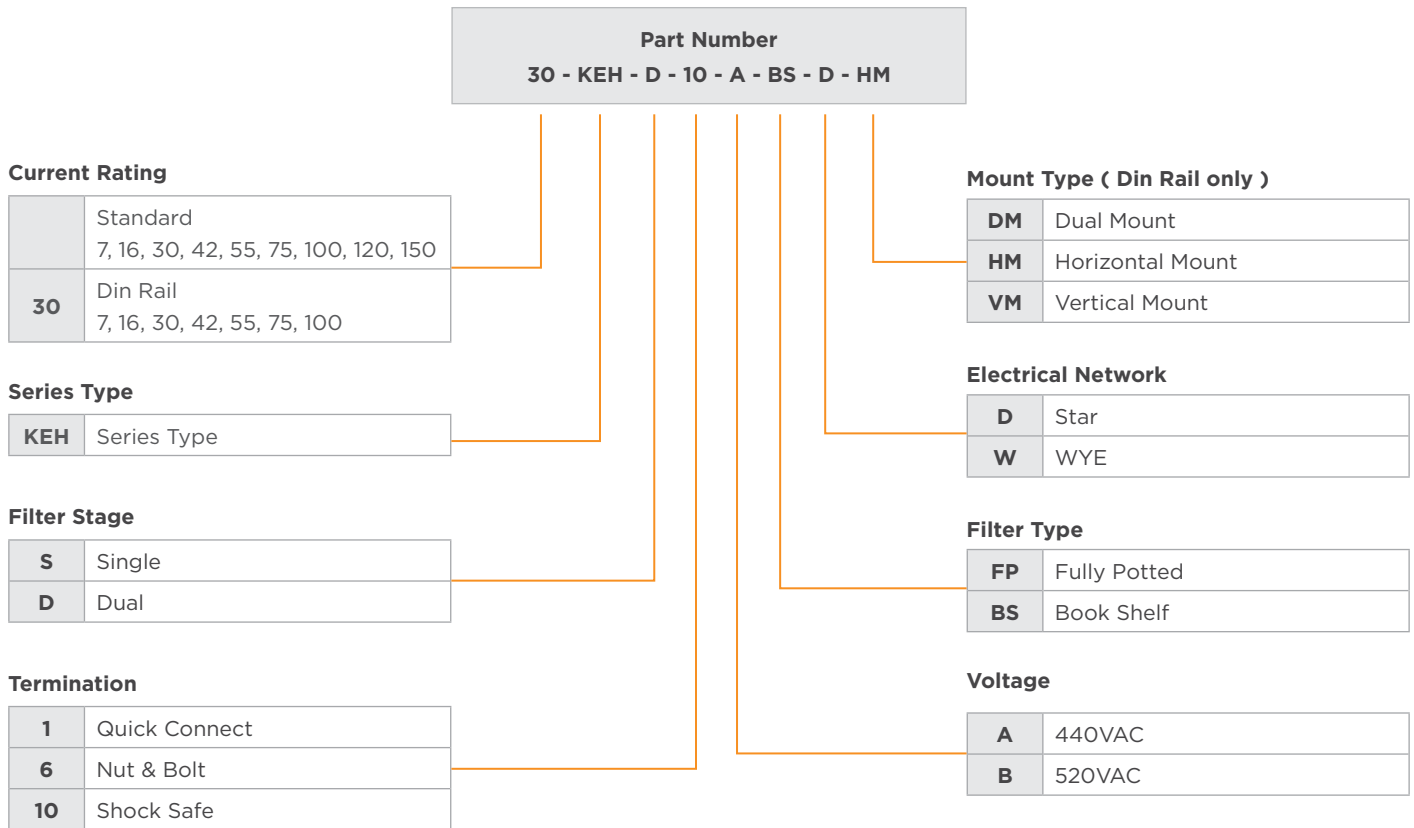 Part Number
30 - KEH - D - 10 - A - BS - D - HM
Current Rating
Standard
7, 16, 30, 42, 55, 75, 100, 120, 150
30
Din Rail
7, 16, 30, 42, 55, 75, 100
Series Type
KEH Series Type
Filter Stage
S Single
D Dual
Termination
1 Quick Connect
6 Nut & Bolt
10 Shock Safe
Mount Type ( Din Rail only )
DM Dual Mount
HM Horizontal Mount
VM Vertical Mount
Electrical Network
D Star
W WYE
Filter Type
FP Fully Potted
BS Book Shelf
Voltage
A 440VAC
B 520VAC